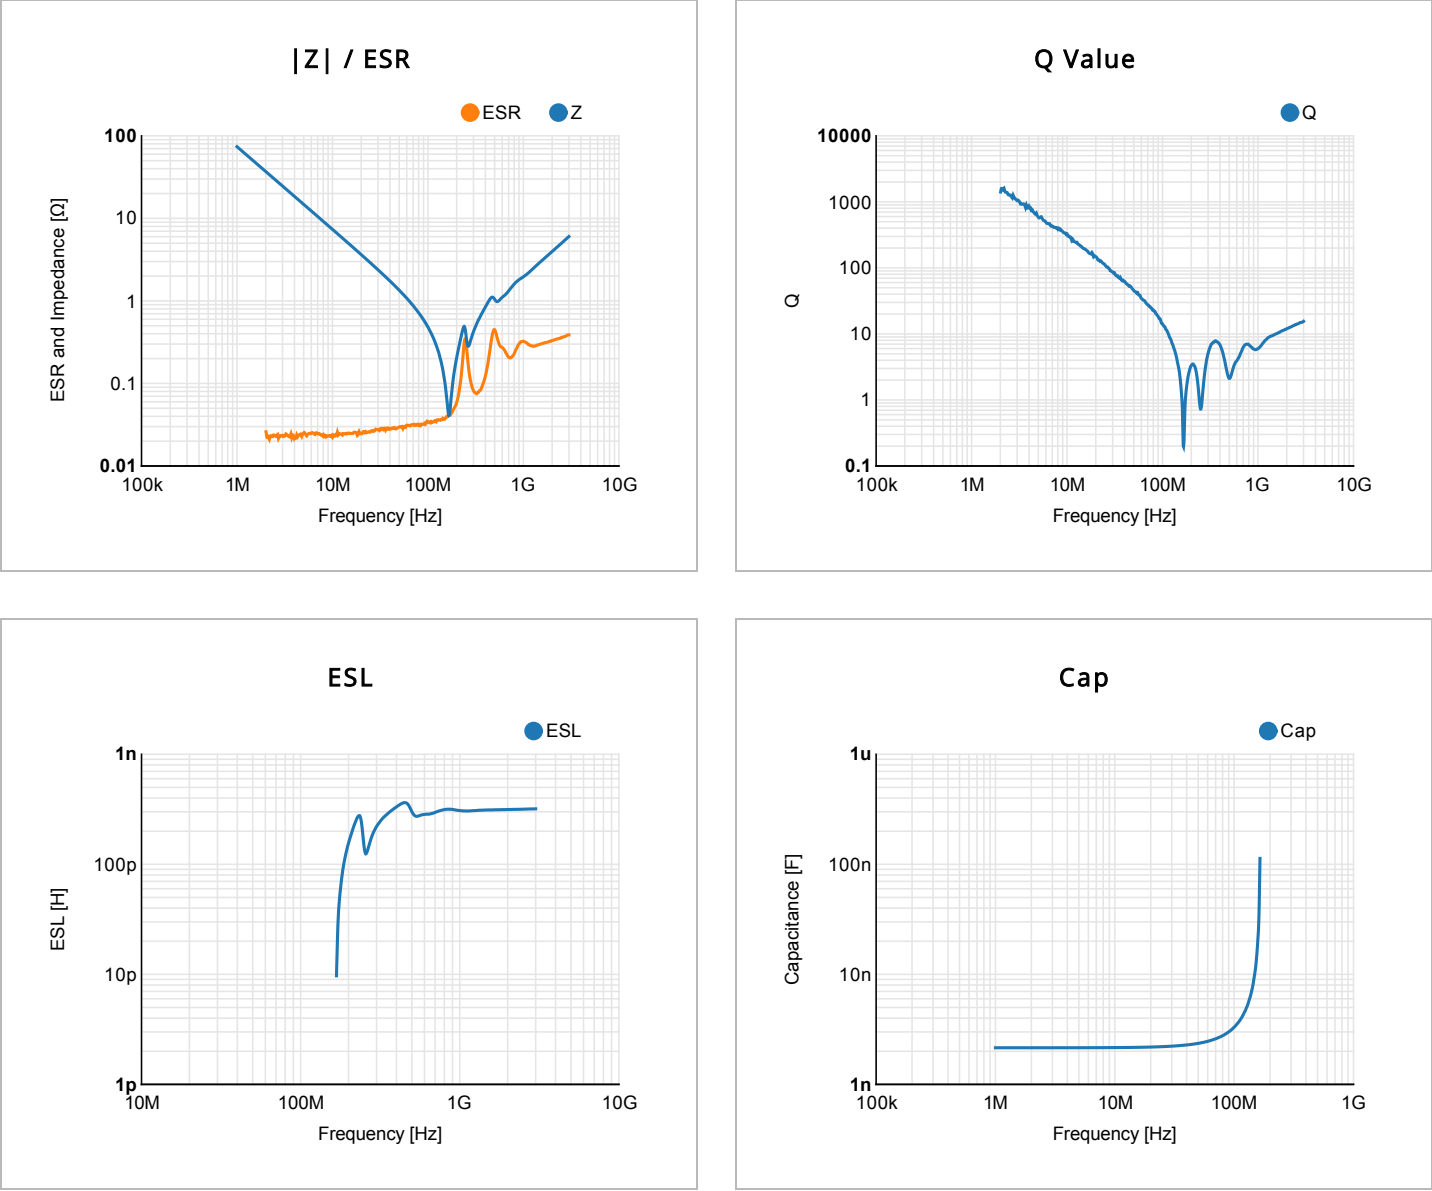 |Z| / ESR
ESR Z
100
10
1
0.1
0.01
ESR and Impedance [Ω]
100k 1M 10M 100M 1G 10G
Frequency [Hz]
Q Value
Q
10000
1000
100
10
1
0.1
Q
100k 1M 10M 100M 1G 10G
Frequency [Hz]
ESL
ESL
1n
100p
10p
1p
ESL [H]
10M 100M 1G 10G
Frequency [Hz]
Cap
Cap
1u
100n
10n
1n
Capacitance [F]
100k 1M 10M 100M 1G
Frequency [Hz]